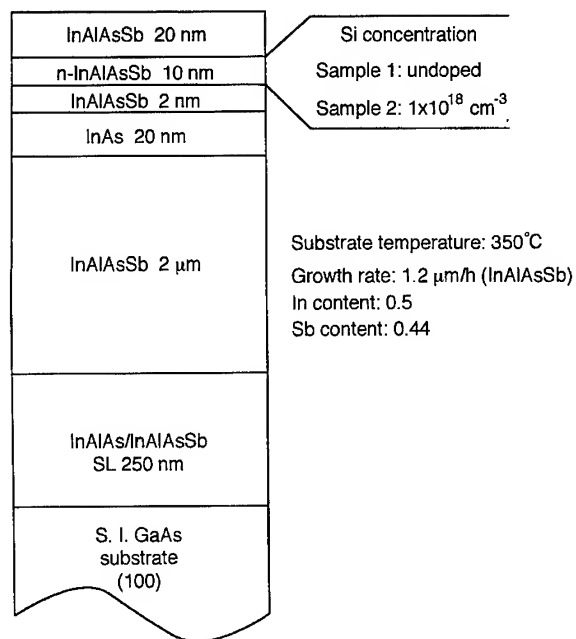 InAlAsSb 20 nm
n-InAlAsSb 10 nm
InAlAsSb 2 nm
InAs 20 nm
InAlAsSb 2 μm
InAlAs/InAlAsSb
SL 250 nm
S. I. GaAs
substrate
(100)
Si concentration
Sample 1: undoped
Sample 2: 1x10¹⁸ cm⁻³
Substrate temperature: 350°C
Growth rate: 1.2 μm/h (InAlAsSb)
In content: 0.5
Sb content: 0.44